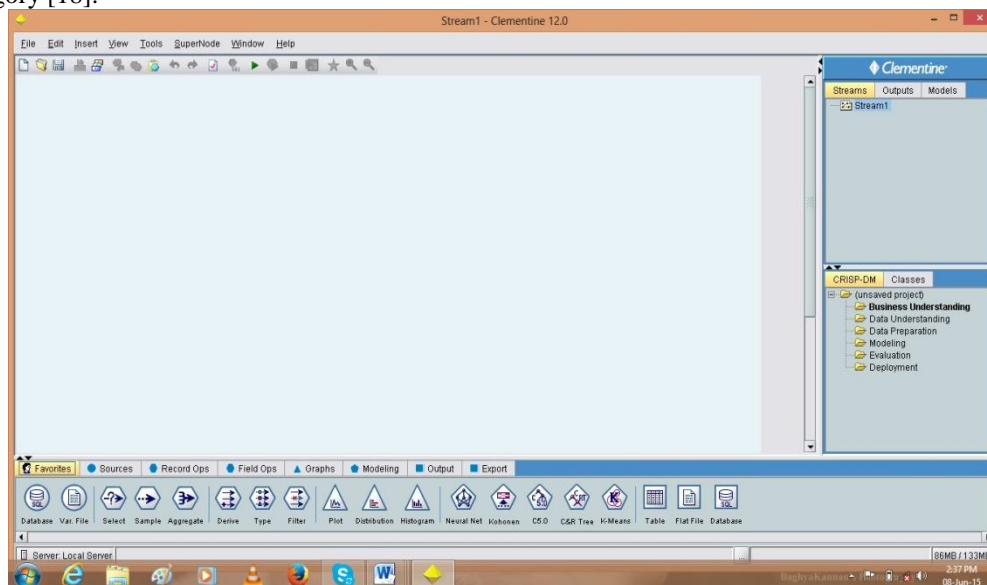 egory [18].
Stream1 - Clementine 12.0
File Edit Insert View Tools SuperNode Window Help
Clementine
Streams Outputs Models
Stream1
CRISP-DM Classes
(unsaved project)
Business Understanding
Data Understanding
Data Preparation
Modeling
Evaluation
Deployment
Favorites Sources Record Ops Field Ops Graphs Modeling Output Export
SQL SQL
Database Var. File Select Sample Aggregate Derive Type Filter Plot Distribution Histogram Neural Net Kohonen C5.0 C&R Tree K-Means Table Flat File Database
Server: Local Server
86MB / 133MB
2:37 PM
08-Jun-15